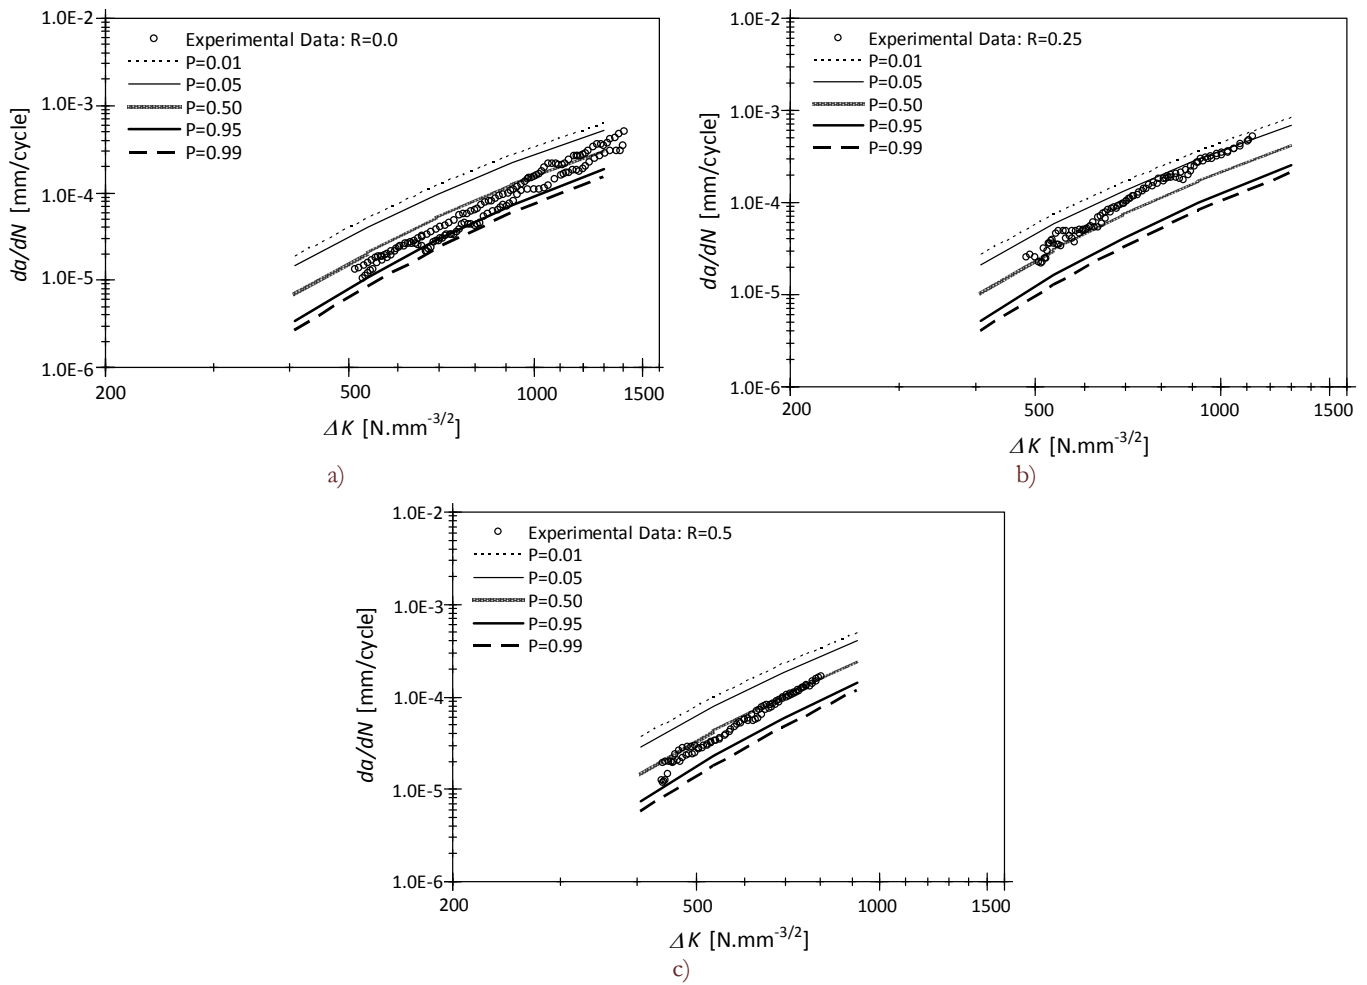 1.0E-2
Experimental Data: R=0.0
P=0.01
P=0.05
P=0.50
P=0.95
P=0.99
1.0E-3
1.0E-4
1.0E-5
1.0E-6
da/dN [mm/cycle]
200
500
1000
1500
ΔK [N.mm-3/2]
a)
1.0E-2
Experimental Data: R=0.25
P=0.01
P=0.05
P=0.50
P=0.95
P=0.99
1.0E-3
1.0E-4
1.0E-5
1.0E-6
da/dN [mm/cycle]
200
500
1000
1500
ΔK [N.mm-3/2]
b)
1.0E-2
Experimental Data: R=0.5
P=0.01
P=0.05
P=0.50
P=0.95
P=0.99
1.0E-3
1.0E-4
1.0E-5
1.0E-6
da/dN [mm/cycle]
200
500
1000
1500
ΔK [N.mm-3/2]
c)